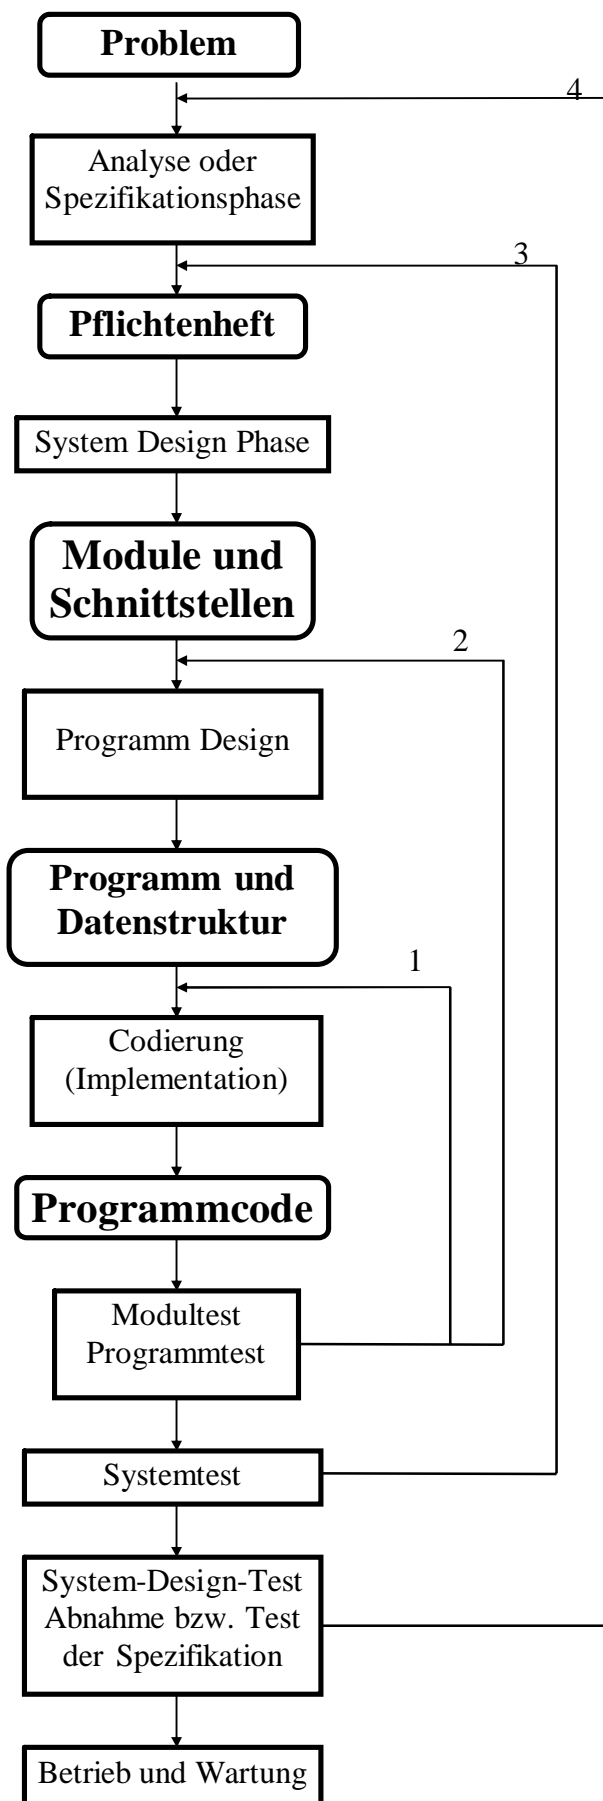 Problem
4
Analyse oder
Spezifikationsphase
3
Pflichtenheft
System Design Phase
Module und
Schnittstellen
2
Programm Design
Programm und
Datenstruktur
1
Codierung
(Implementation)
Programmcode
Modultest
Programmtest
Systemtest
System-Design-Test
Abnahme bzw. Test
der Spezifikation
Betrieb und Wartung